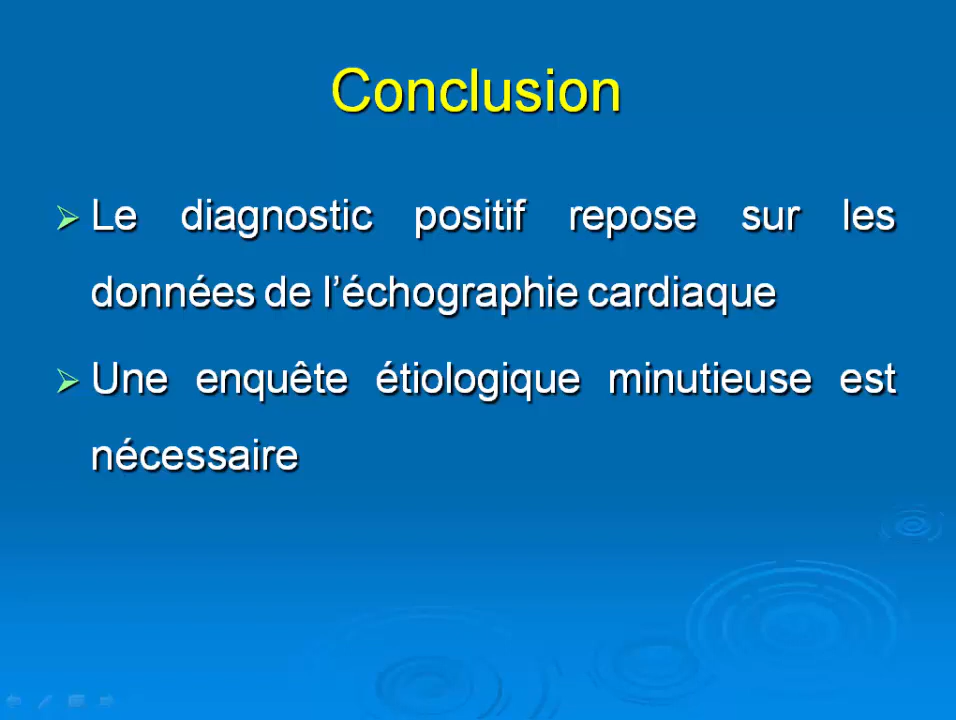 Conclusion
Le diagnostic positif repose sur les
données de l’échographie cardiaque
Une enquête étiologique minutieuse est
nécessaire